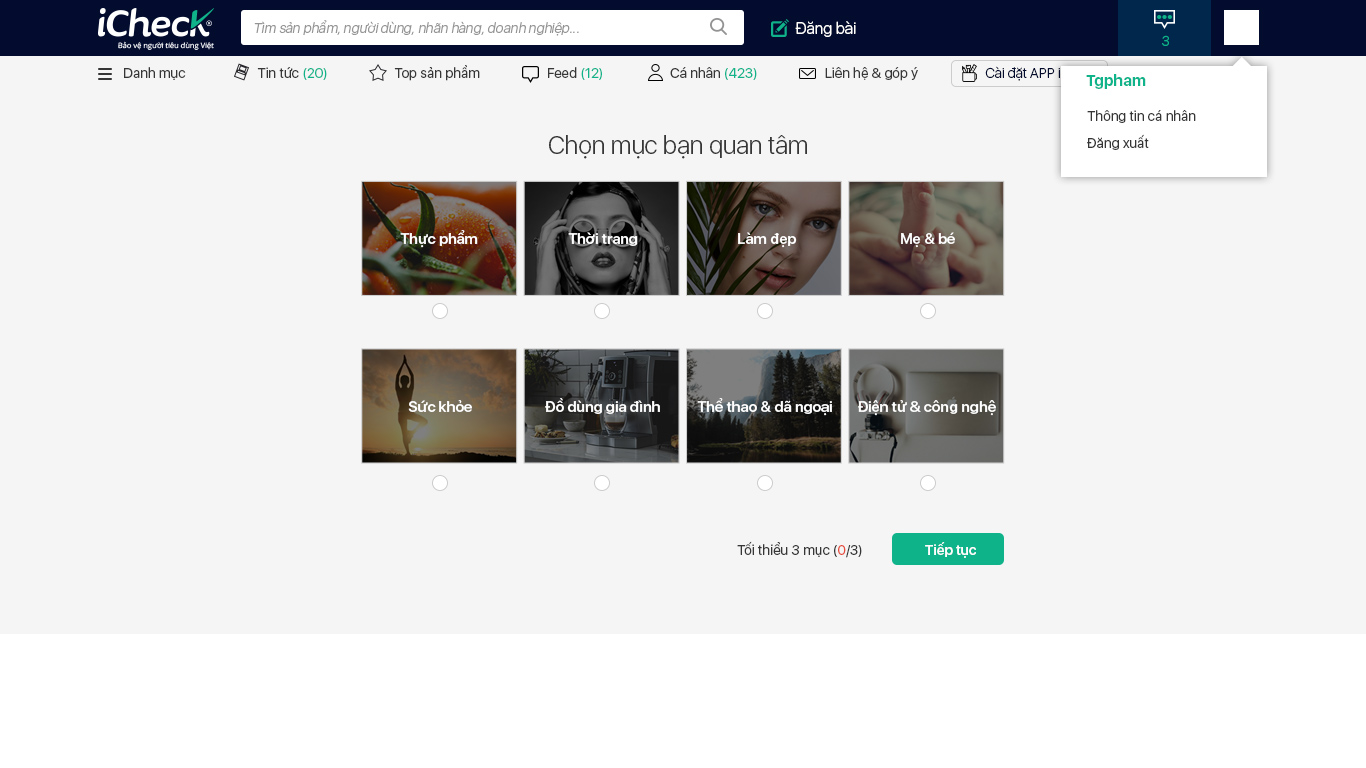 iCheck®
Bảo vệ người tiêu dùng Việt
Tìm sản phẩm, người dùng, nhãn hàng, doanh nghiệp...
Đăng bài
3
Danh mục
Tin tức (20)
Top sản phẩm
Feed (12)
Cá nhân (423)
Liên hệ & góp ý
Cài đặt APP
Tgpham
Thông tin cá nhân
Đăng xuất
Chọn mục bạn quan tâm
Thực phẩm
Thời trang
Làm đẹp
Mẹ & bé
Sức khỏe
Đồ dùng gia đình
Thể thao & dã ngoại
Điện tử & công nghệ
Tối thiểu 3 mục (0/3)
Tiếp tục